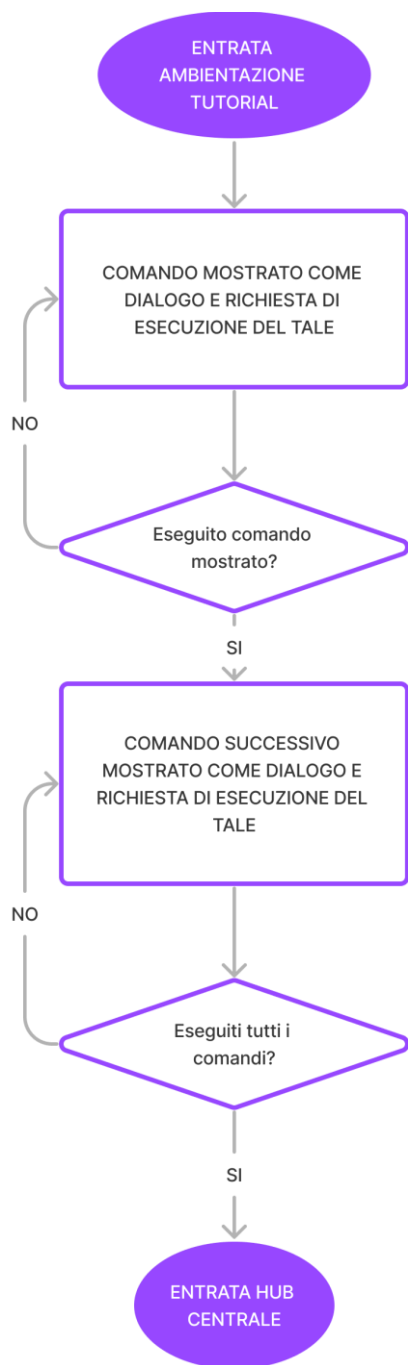 ENTRATA
AMBIENTAZIONE
TUTORIAL
COMANDO MOSTRATO COME
DIALOGO E RICHIESTA DI
ESECUZIONE DEL TALE
NO
Eseguito comando
mostrato?
SI
COMANDO SUCCESSIVO
MOSTRATO COME DIALOGO E
RICHIESTA DI ESECUZIONE DEL
TALE
NO
Eseguiti tutti i
comandi?
SI
ENTRATA HUB
CENTRALE